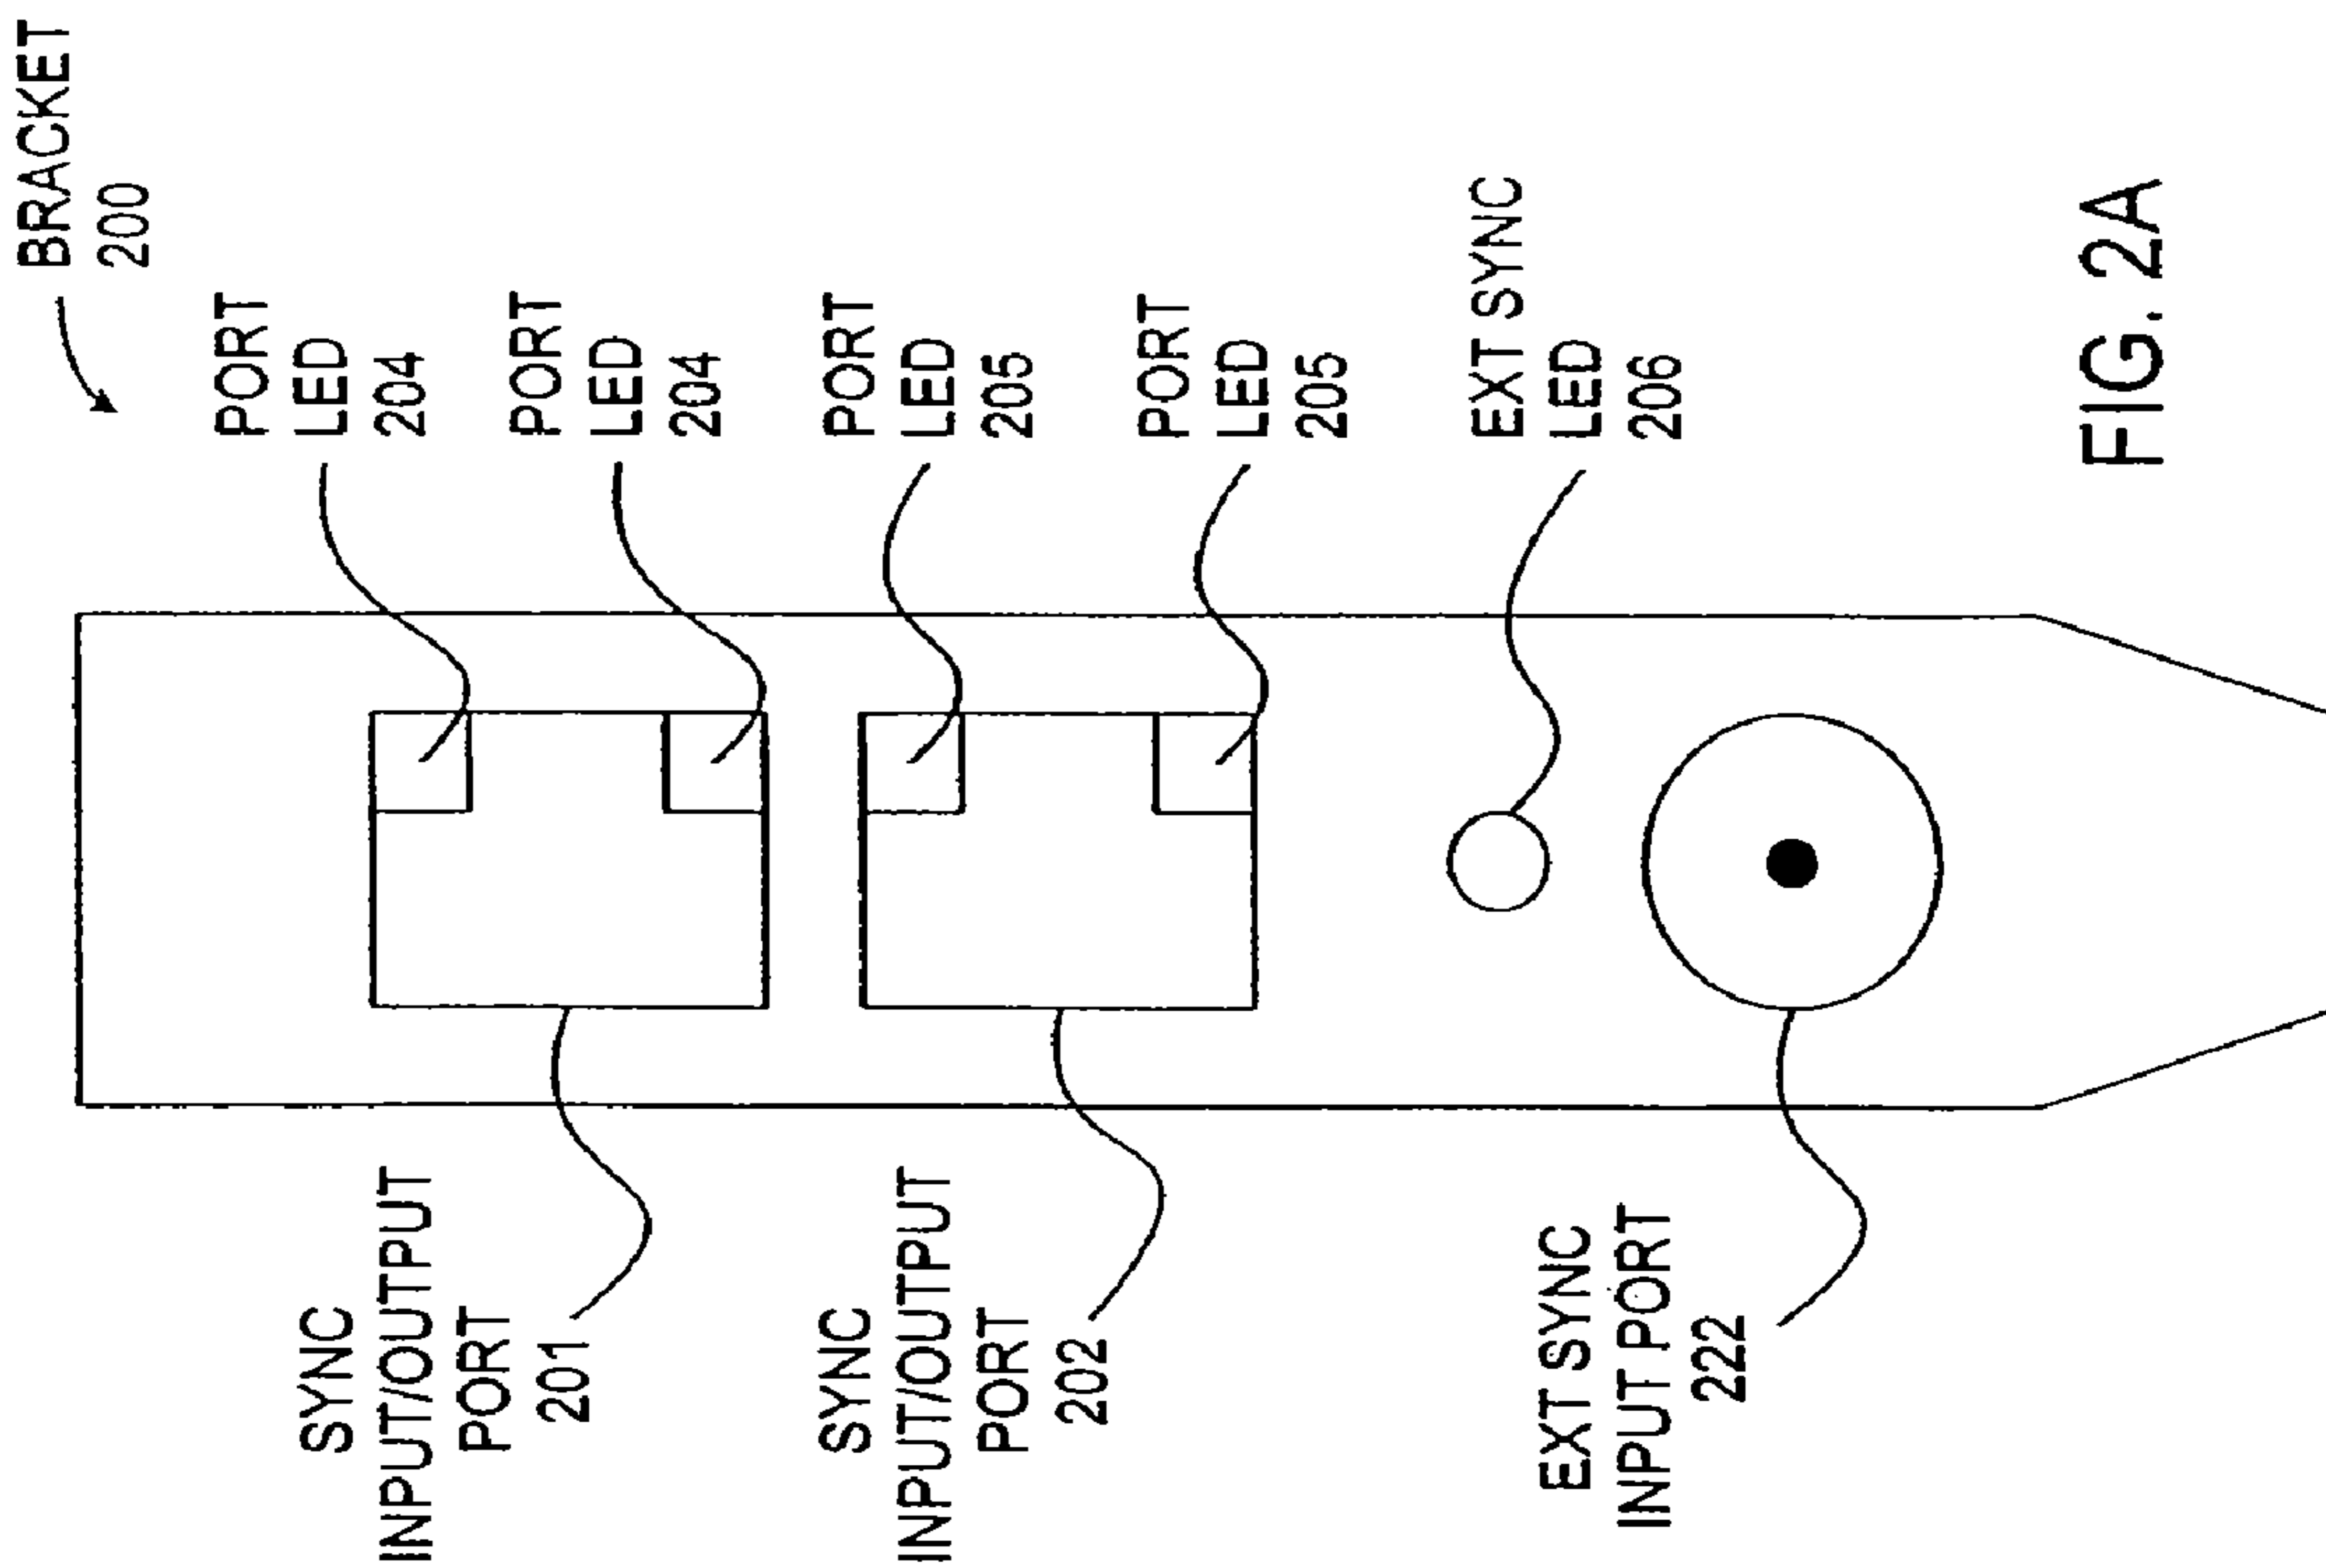 BRACKET
200
PORT
LED
204
PORT
LED
204
PORT
LED
205
PORT
LED
205
EXT SYNC
LED
206
SYNC
INPUT/OUTPUT
PORT
201
SYNC
INPUT/OUTPUT
PORT
202
EXT SYNC
INPUT PORT
222
FIG. 2A